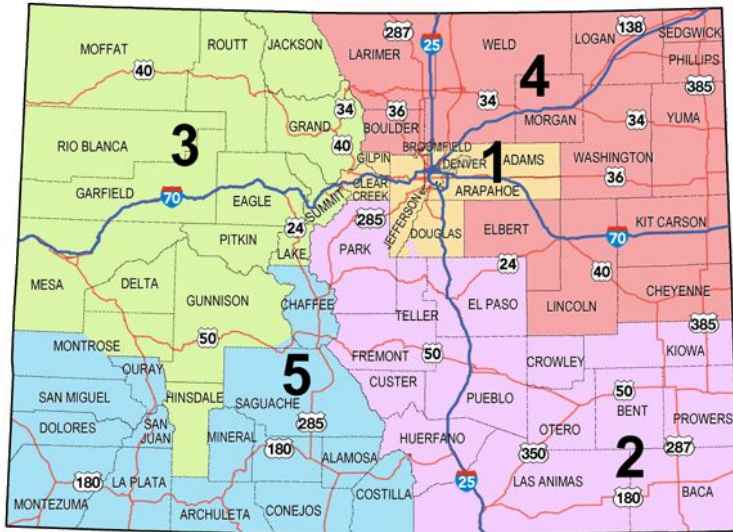 MOFFAT
ROUTT
JACKSON
LARIMER
287
25
WELD
LOGAN
138
SEDGWICK
PHILLIPS
40
34
385
4
36
34
MORGAN
34
YUMA
GRAND
BOULDER
RIO BLANCA
3
40
BROOMFIELD
1
GILPIN
DENVER
ADAMS
WASHINGTON
36
GARFIELD
70
EAGLE
CLEAR
CREEK
ARAPAHOE
SUMMIT
285
JEFFERSON
24
DOUGLAS
ELBERT
KIT CARSON
70
PITKIN
LAKE
PARK
24
40
MESA
DELTA
CHAFFEE
TELLER
EL PASO
LINCOLN
CHEYENNE
GUNNISON
385
50
MONTROSE
FREMONT
50
CROWLEY
KIOWA
OURAY
5
CUSTER
PUEBLO
50
SAN MIGUEL
HINSDALE
SAGUACHE
BENT
PROWERS
DOLORES
SAN
JUAN
MINERAL
285
HUERFANO
OTERO
2
180
ALAMOSA
350
287
180
LA PLATA
COSTILLA
25
LAS ANIMAS
180
BACA
MONTEZUMA
ARCHULETA
CONEJOS